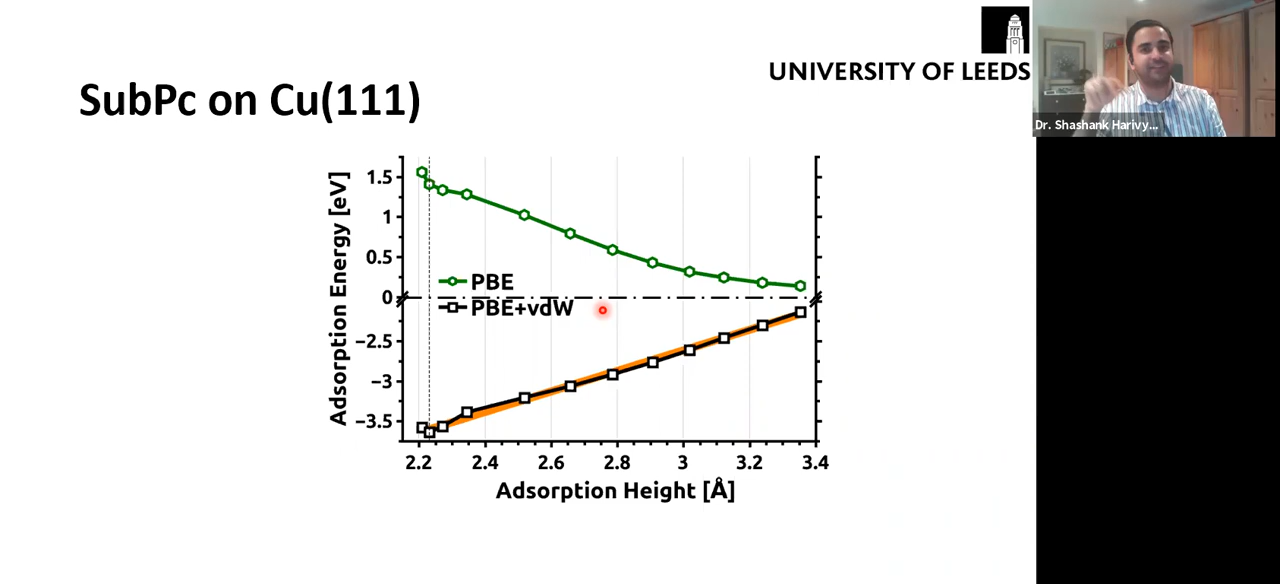 UNIVERSITY OF LEEDS
Dr. Shashank Harivy...
SubPc on Cu(111)
Adsorption Energy [eV]
1.5
1
0.5
0
−2.5
−3
−3.5
PBE
PBE+vdW
2.2 2.4 2.6 2.8 3 3.2 3.4
Adsorption Height [Å]